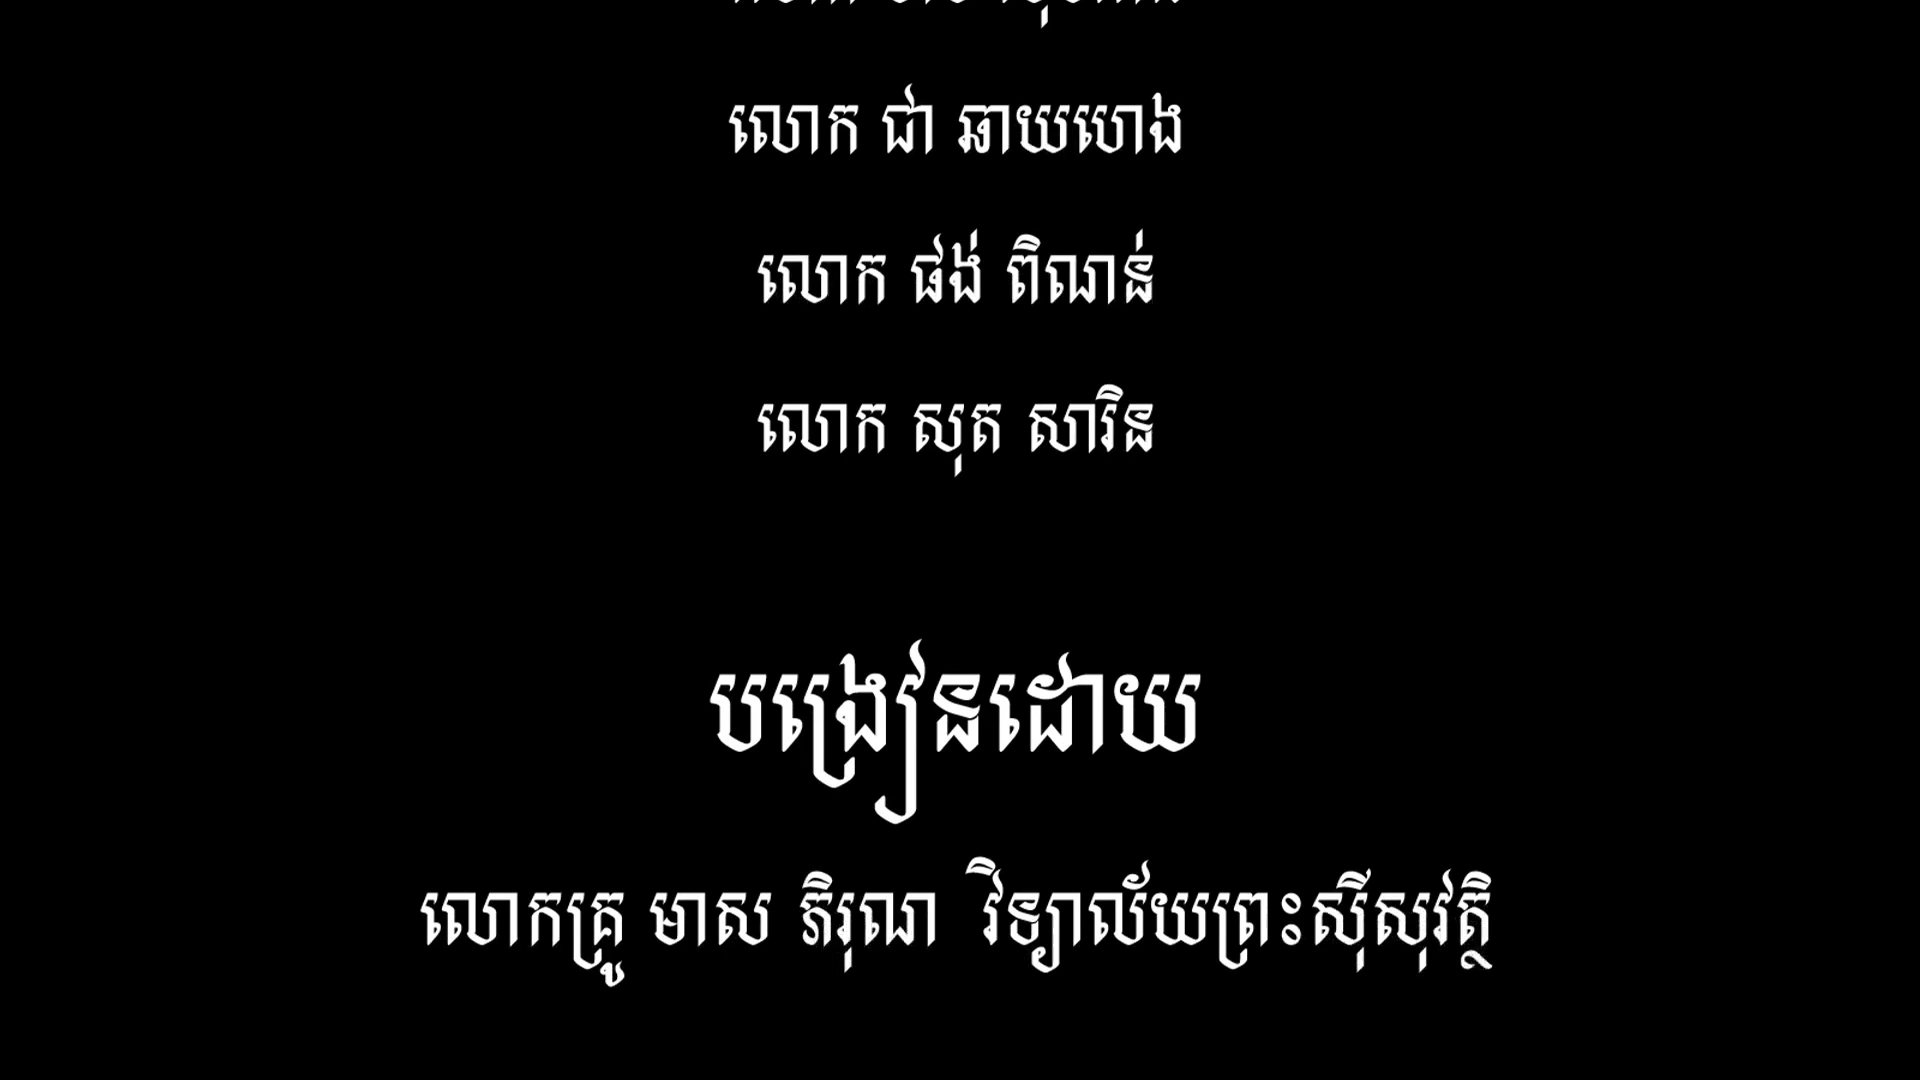 លោក ជា ឆាយហេង
លោក ផង់ ពិណន់
លោក សុត សារិន
បង្រៀនដោយ
លោកគ្រូ មាស ភិរុណ វិទ្យាល័យព្រះស៊ីសុវត្ថិ